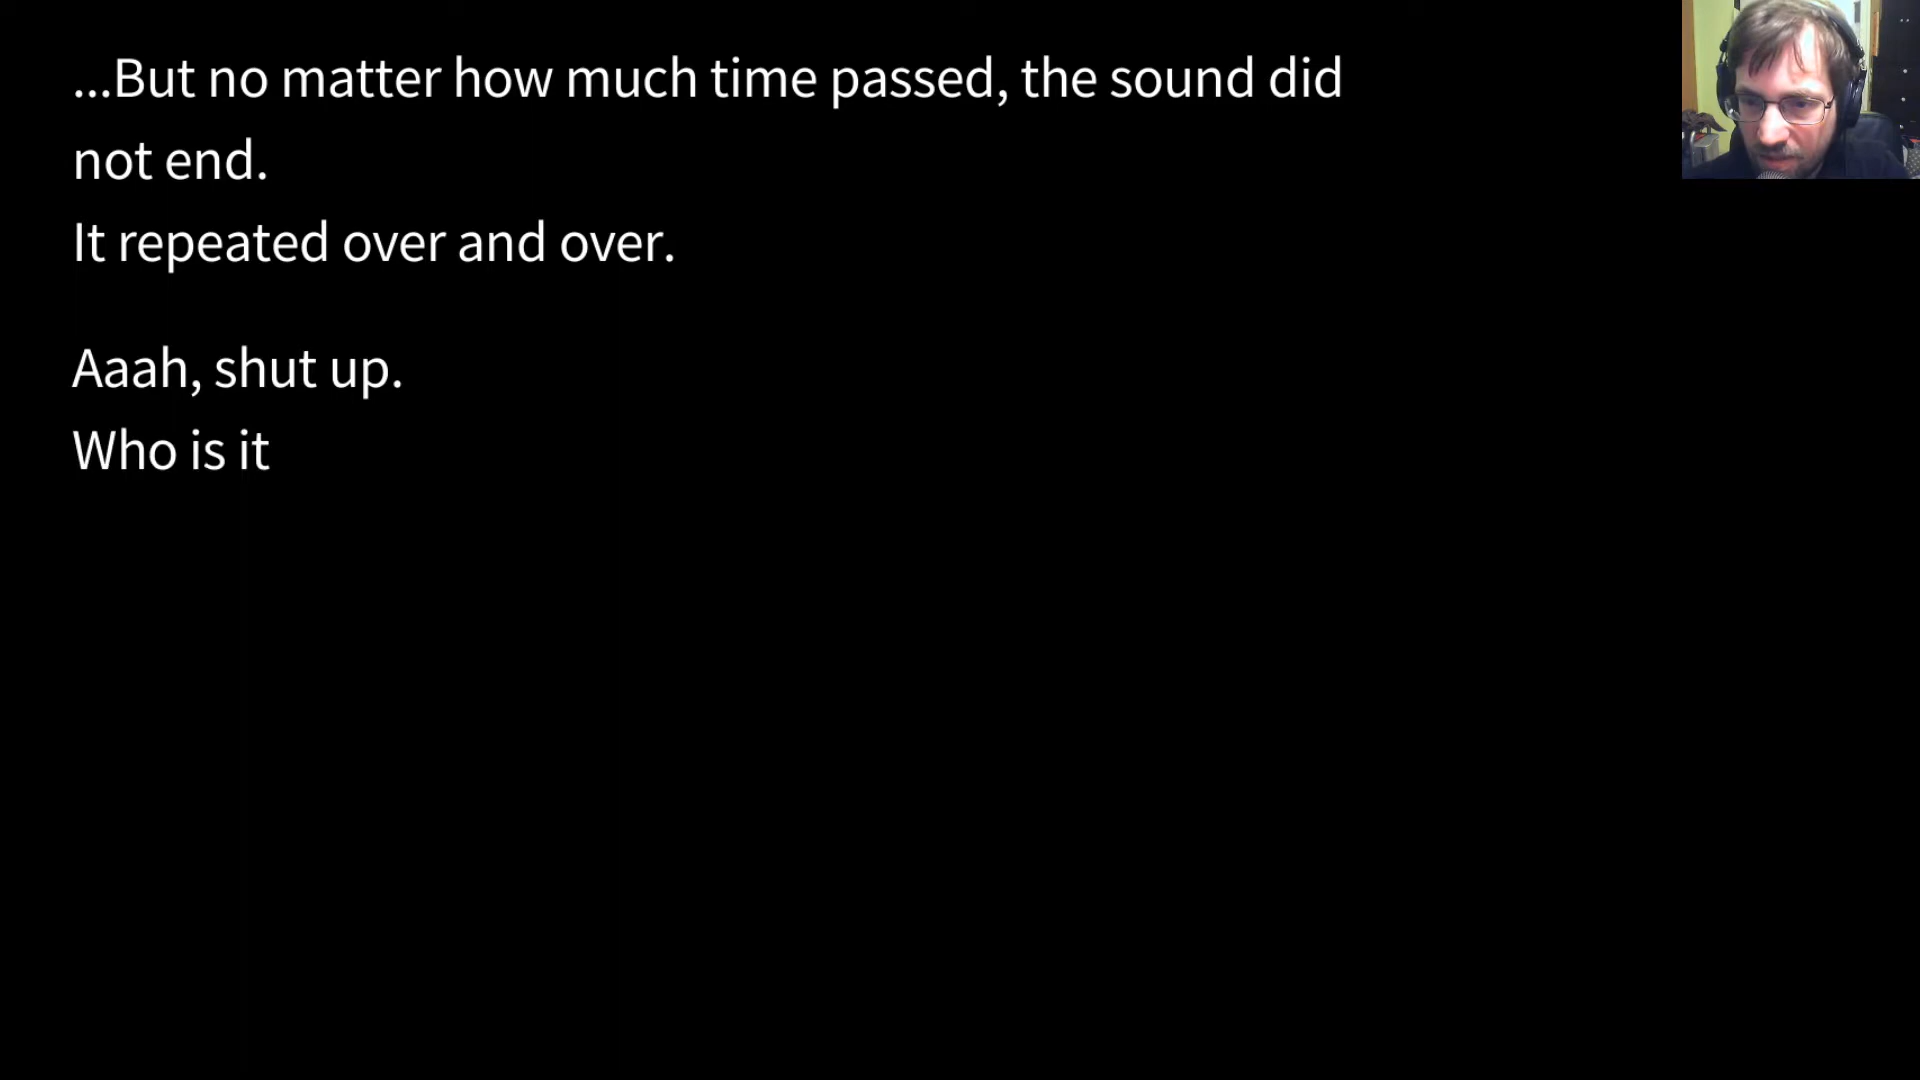 ...But no matter how much time passed, the sound did
not end.
It repeated over and over.
Aaah, shut up.
Who is it